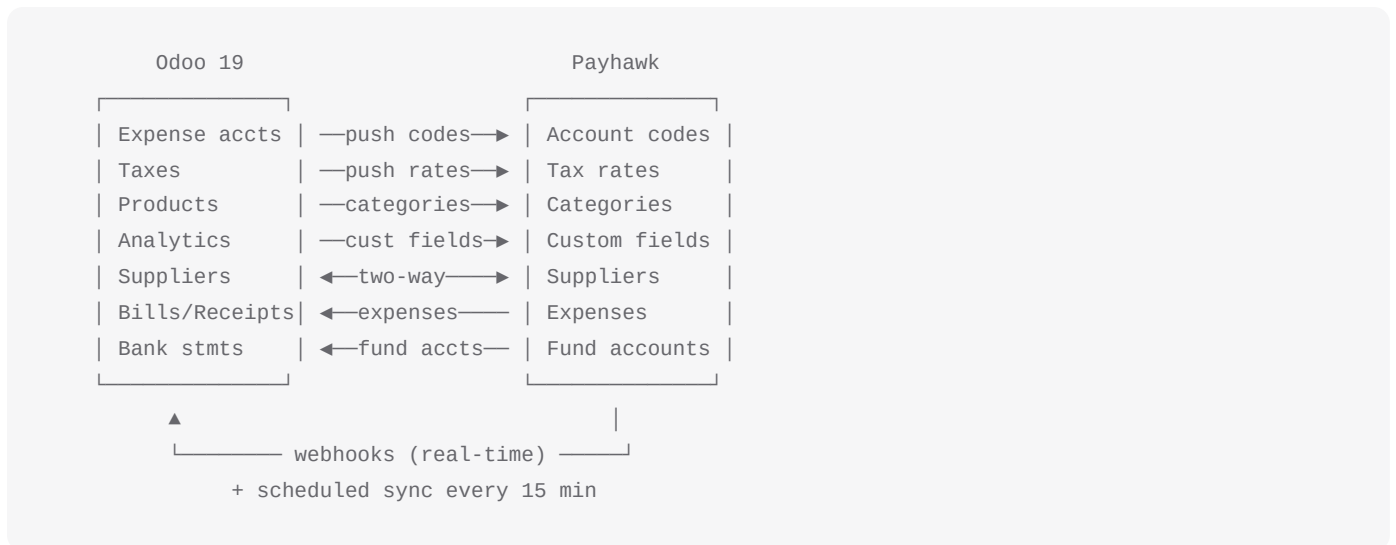 Odoo 19 Payhawk
┌──────────────┐ ┌──────────────┐
│ Expense accts │ ──push codes──► │ Account codes │
│ Taxes │ ──push rates──► │ Tax rates │
│ Products │ ──categories──► │ Categories │
│ Analytics │ ──cust fields─► │ Custom fields │
│ Suppliers │ ◄──two-way────► │ Suppliers │
│ Bills/Receipts│ ◄──expenses──── │ Expenses │
│ Bank stmts │ ◄──fund accts── │ Fund accounts │
└──────────────┘ └──────────────┘
▲ │
└──────── webhooks (real-time) ─────┘
+ scheduled sync every 15 min